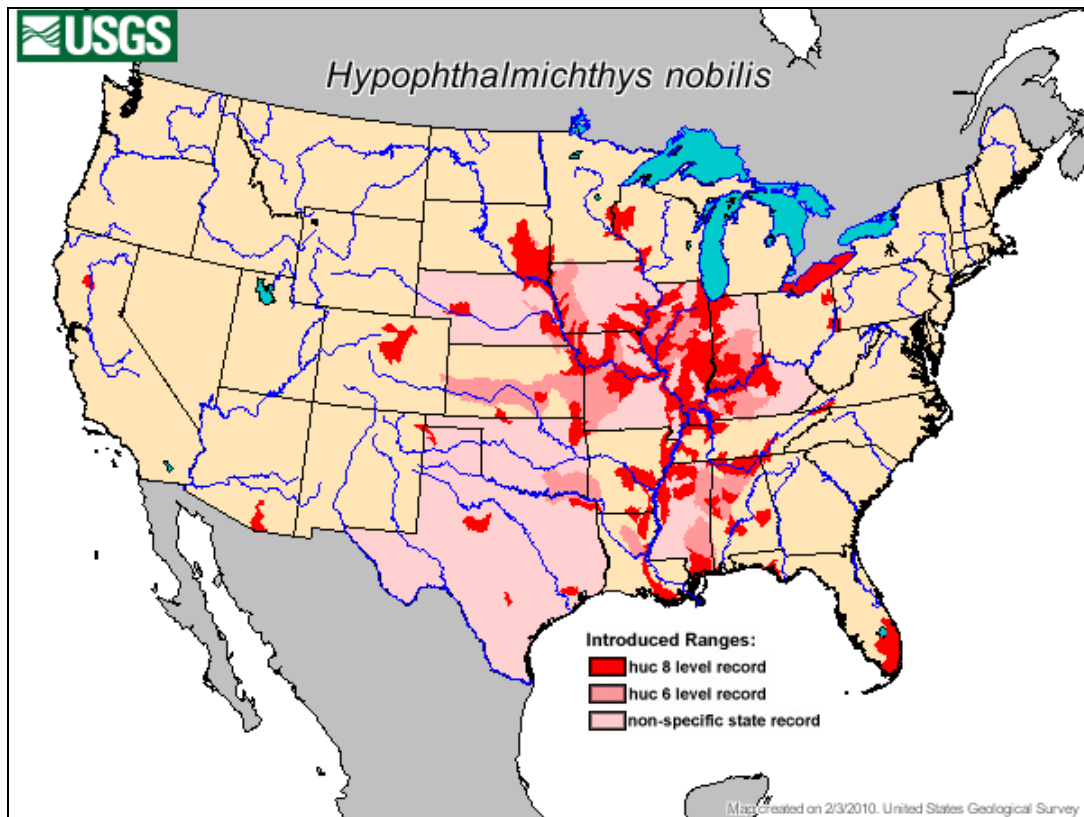 USGS
Hypophthalmichthys nobilis
Introduced Ranges:
huc 8 level record
huc 6 level record
non-specific state record
Map created on 2/3/2010. United States Geological Survey